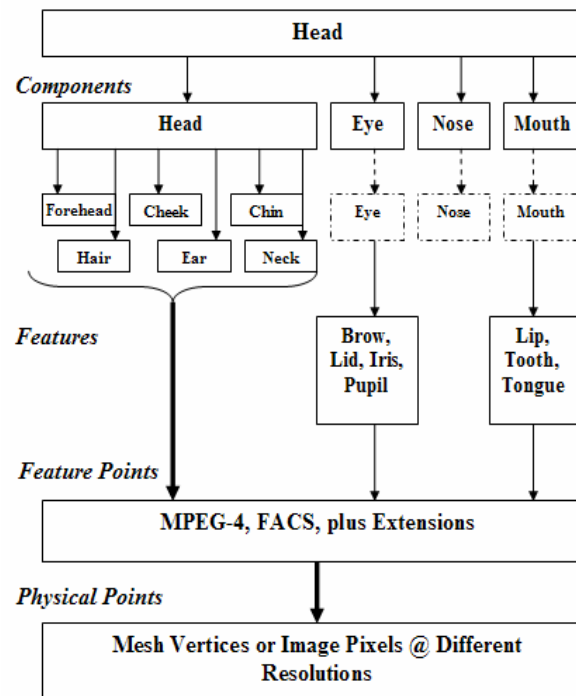 Head
Components
Head
Eye
Nose
Mouth
Forehead
Cheek
Chin
Eye
Nose
Mouth
Hair
Ear
Neck
Features
Brow,
Lid, Iris,
Pupil
Lip,
Tooth,
Tongue
Feature Points
MPEG-4, FACS, plus Extensions
Physical Points
Mesh Vertices or Image Pixels @ Different
Resolutions